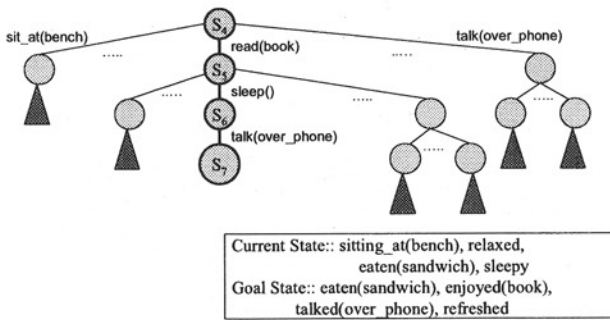 S4
sit_at(bench)
talk(over_phone)
read(book)
.....
.....
S5
sleep()
.....
.....
S6
talk(over_phone)
.....
S7
.....
Current State:: sitting_at(bench), relaxed,
eaten(sandwich), sleepy
Goal State:: eaten(sandwich), enjoyed(book),
talked(over_phone), refreshed